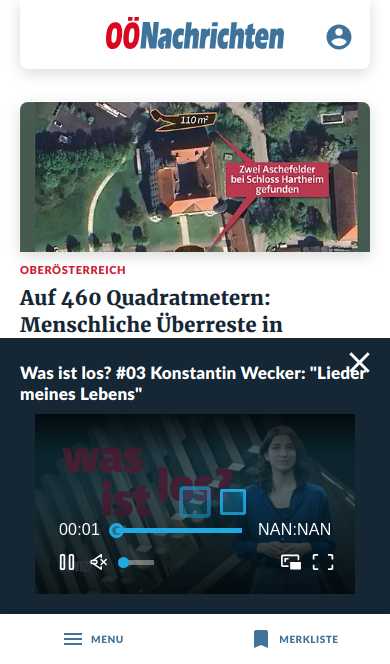 OÖNachrichten
110 m²
Zwei Aschefelder
bei Schloss Hartheim
gefunden
OBERÖSTERREICH
Auf 460 Quadratmetern:
Menschliche Überreste in
Was ist los? #03 Konstantin Wecker: "Lieder
meines Lebens"
was
ist los?
00:01
NAN:NAN
MENU
MERKLISTE